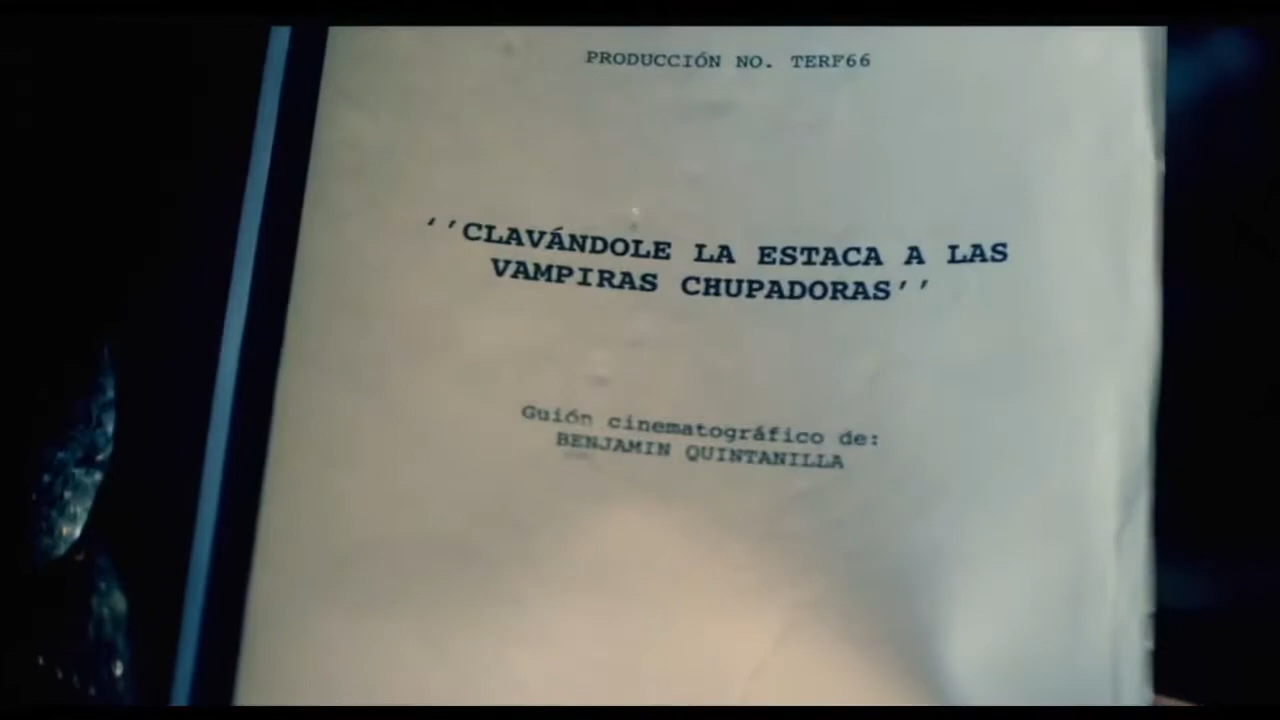 PRODUCCIÓN NO. TERF66
''CLAVÁNDOLE LA ESTACA A LAS
VAMPIRAS CHUPADORAS''
Guión cinematográfico de:
BENJAMIN QUINTANILLA